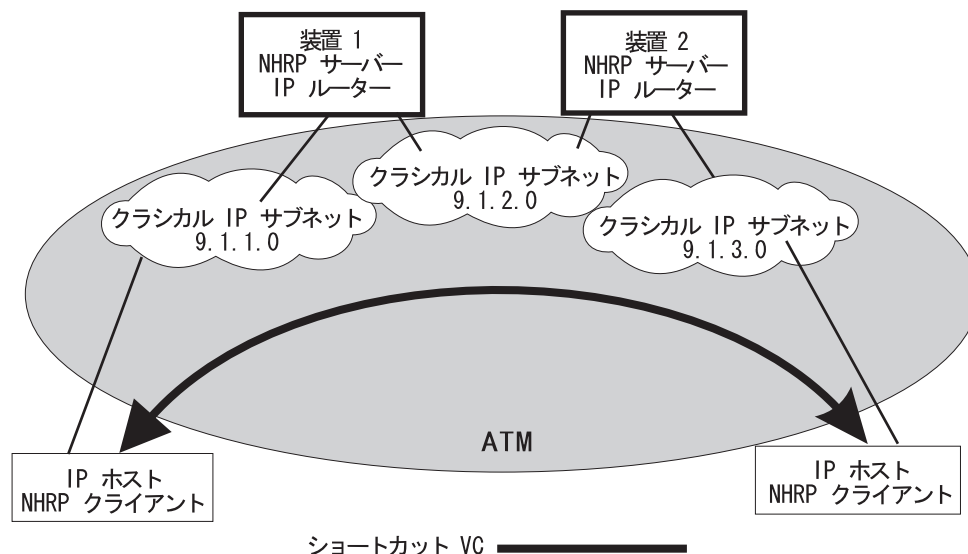 装置 1
NHRP サーバー
IP ルーター
装置 2
NHRP サーバー
IP ルーター
クラシカル IP サブネット
9.1.2.0
クラシカル IP サブネット
9.1.1.0
クラシカル IP サブネット
9.1.3.0
ATM
IP ホスト
NHRP クライアント
IP ホスト
NHRP クライアント
ショートカット VC